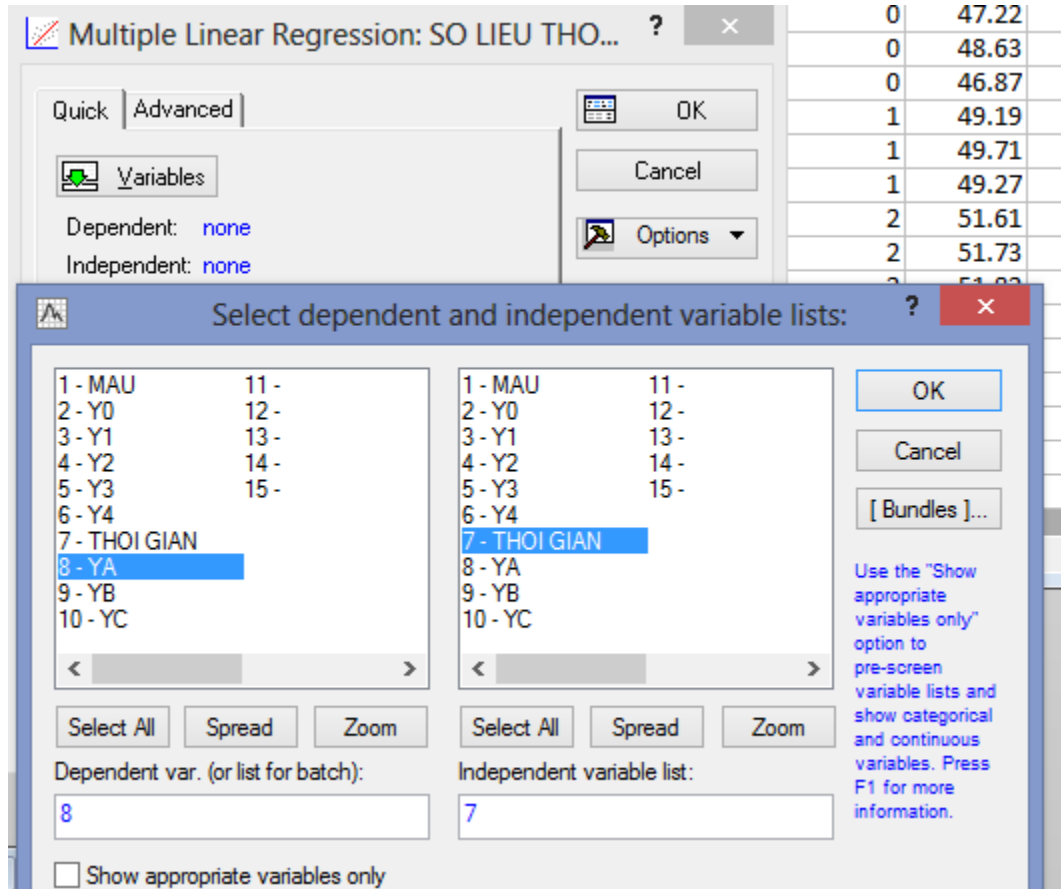 Multiple Linear Regression: SO LIEU THO... ?
Quick Advanced
OK
Variables
Cancel
Dependent: none
Options
Independent: none
0 47.22
0 48.63
0 46.87
1 49.19
1 49.71
1 49.27
2 51.61
2 51.73
Select dependent and independent variable lists: ?
1 - MAU 11 -
2 - Y0 12 -
3 - Y1 13 -
4 - Y2 14 -
5 - Y3 15 -
6 - Y4
7 - THOI GIAN
8 - YA
9 - YB
10 - YC
1 - MAU 11 -
2 - Y0 12 -
3 - Y1 13 -
4 - Y2 14 -
5 - Y3 15 -
6 - Y4
7 - THOI GIAN
8 - YA
9 - YB
10 - YC
OK
Cancel
[ Bundles ]...
Use the "Show
appropriate
variables only"
option to
pre-screen
variable lists and
show categorical
and continuous
variables. Press
F1 for more
information.
Select All Spread Zoom
Select All Spread Zoom
Dependent var. (or list for batch):
8
Independent variable list:
7
Show appropriate variables only